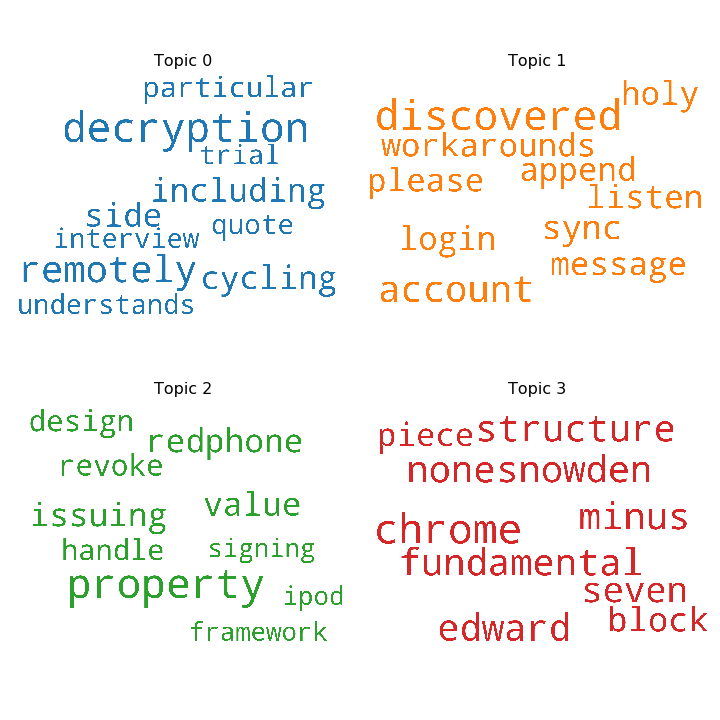 Topic 0
particular
decryption
trial
including
side
quote
interview
remotely
cycling
understands
Topic 1
holy
discovered
workarounds
append
please
listen
login
sync
message
account
Topic 2
design
redphone
revoke
value
issuing
handle
signing
property
ipod
framework
Topic 3
piece
structure
nonesnowden
minus
chrome
fundamental
seven
block
edward